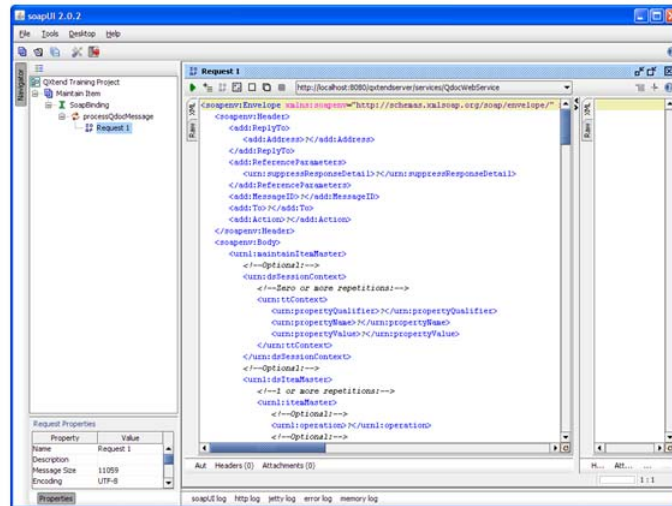 soapUI 2.0.2
File Tools Desktop Help
Navigator
QXtend Training Project
Maintain Item
SoapBinding
processQdocMessage
Request 1
Request 1
http://localhost:8080/qxtendserver/services/QdocWebService
Raw XML
<soapenv:Envelope xmlns:soapenv="http://schemas.xmlsoap.org/soap/envelope/"
<soapenv:Header>
<add:ReplyTo>
<add:Address>?</add:Address>
</add:ReplyTo>
<add:ReferenceParameters>
<urn:suppressResponseDetail>?</urn:suppressResponseDetail>
</add:ReferenceParameters>
<add:MessageID>?</add:MessageID>
<add:To>?</add:To>
<add:Action>?</add:Action>
</soapenv:Header>
<soapenv:Body>
<urn1:maintainItemMaster>
<!--Optional:-->
<urn:dsSessionContext>
<!--Zero or more repetitions:-->
<urn:ttContext>
<urn:propertyQualifier>?</urn:propertyQualifier>
<urn:propertyName>?</urn:propertyName>
<urn:propertyValue>?</urn:propertyValue>
</urn:ttContext>
</urn:dsSessionContext>
<!--Optional:-->
<urn1:dsItemMaster>
<!--1 or more repetitions:-->
<urn1:itemMaster>
<!--Optional:-->
<urn1:operation>?</urn1:operation>
<!--Optional:-->
Raw XML
Aut Headers (0) Attachments (0)
H... Att... ... ...
1 : 1
Request Properties
Property Value
Name Request 1
Description
Message Size 11059
Encoding UTF-8
Properties
soapUI log http log jetty log error log memory log